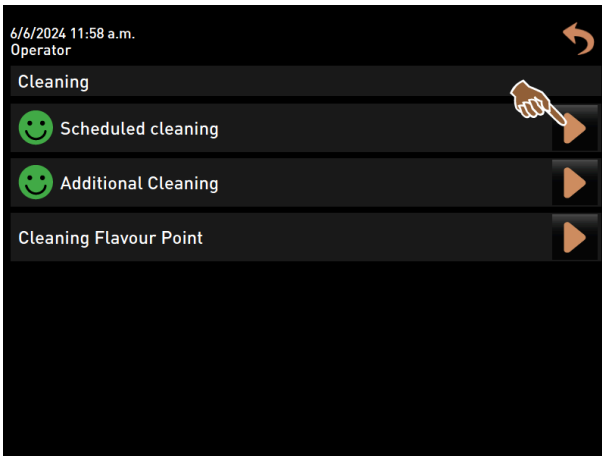 6/6/2024 11:58 a.m.
Operator
Cleaning
Scheduled cleaning
Additional Cleaning
Cleaning Flavour Point